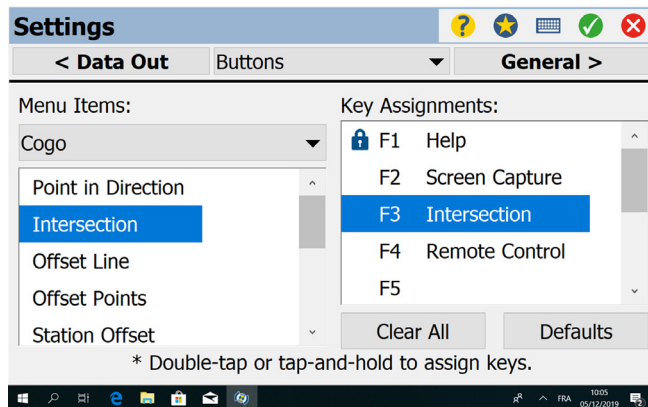 Settings
< Data Out
Buttons
General >
Menu Items:
Cogo
Point in Direction
Intersection
Offset Line
Offset Points
Station Offset
Key Assignments:
F1 Help
F2 Screen Capture
F3 Intersection
F4 Remote Control
F5
Clear All
Defaults
* Double-tap or tap-and-hold to assign keys.
FRA
10:05
05/12/2019
2